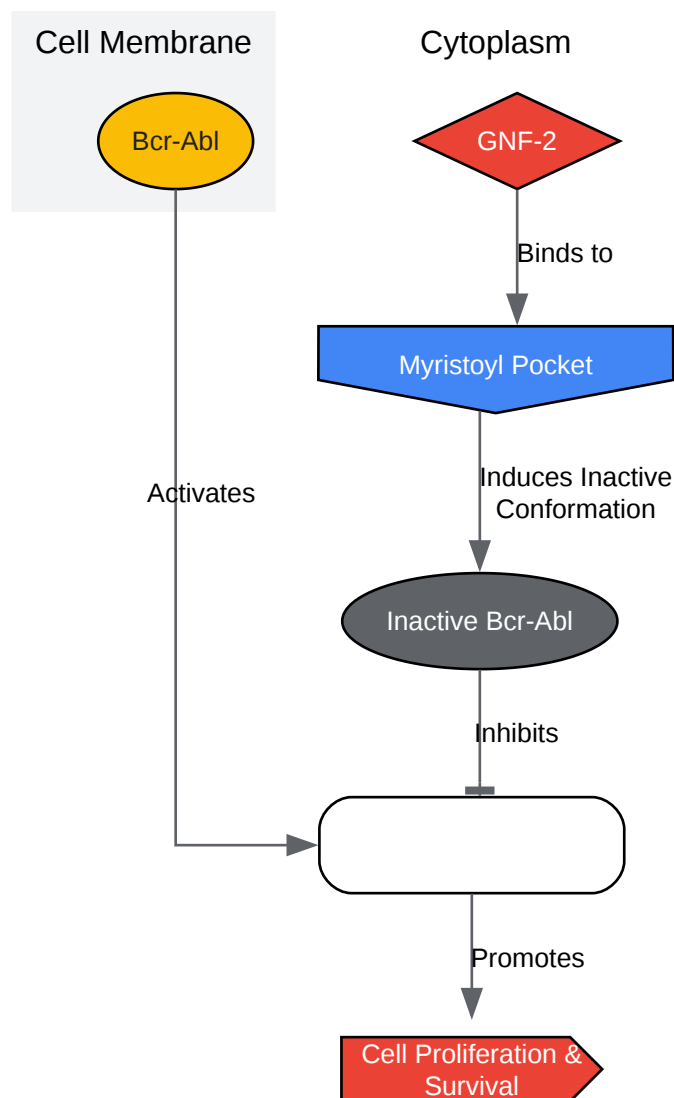 Cell Membrane
Cytoplasm
Bcr-Abl
GNF-2
Binds to
Myristoyl Pocket
Activates
Induces Inactive
Conformation
Inactive Bcr-Abl
Inhibits
Promotes
Cell Proliferation &
Survival